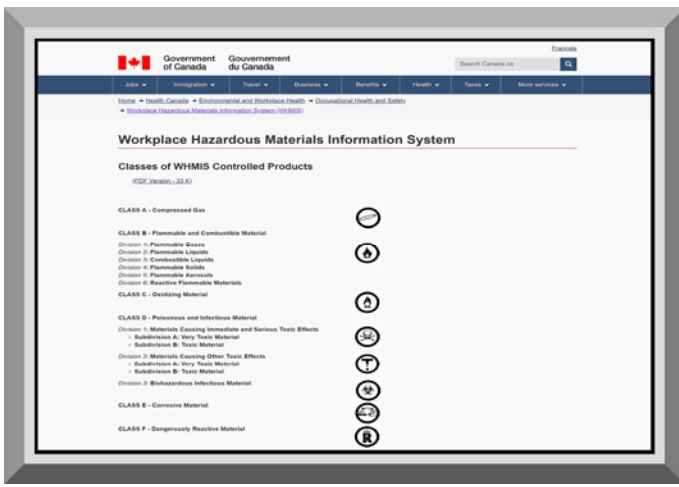 Français
Government of Canada
Gouvernement du Canada
Search Canada.ca
Jobs
Immigration
Travel
Business
Benefits
Health
Taxes
More services
Home → Health Canada → Environmental and Workplace Health → Occupational Health and Safety
→ Workplace Hazardous Materials Information System (WHMIS)
Workplace Hazardous Materials Information System
Classes of WHMIS Controlled Products
(PDF Version - 33 K)
CLASS A - Compressed Gas
CLASS B - Flammable and Combustible Material
Division 1: Flammable Gases
Division 2: Flammable Liquids
Division 3: Combustible Liquids
Division 4: Flammable Solids
Division 5: Flammable Aerosols
Division 6: Reactive Flammable Materials
CLASS C - Oxidizing Material
CLASS D - Poisonous and Infectious Material
Division 1: Materials Causing Immediate and Serious Toxic Effects
◦ Subdivision A: Very Toxic Material
◦ Subdivision B: Toxic Material
Division 2: Materials Causing Other Toxic Effects
◦ Subdivision A: Very Toxic Material
◦ Subdivision B: Toxic Material
Division 3: Biohazardous Infectious Material
CLASS E - Corrosive Material
CLASS F - Dangerously Reactive Material
R